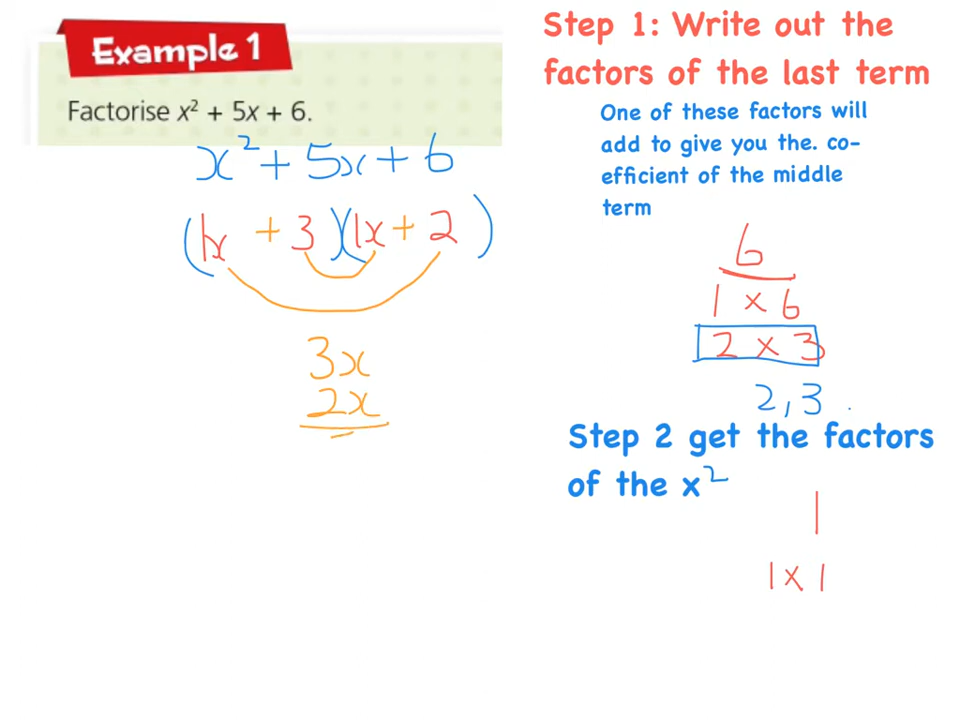 Example 1
Factorise x² + 5x + 6.
x² + 5x + 6
(1x + 3)(1x + 2)
3x
2x
Step 1: Write out the
factors of the last term
One of these factors will
add to give you the. co-
efficient of the middle
term
6
1 x 6
2 x 3
2, 3
Step 2 get the factors
of the x²
1
1 x 1